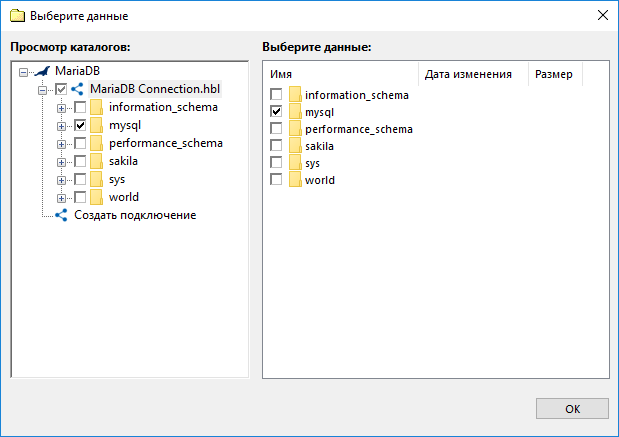 Выберите данные
Просмотр каталогов:
MariaDB
MariaDB Connection.hbl
information_schema
mysql
performance_schema
sakila
sys
world
Создать подключение
Выберите данные:
Имя Дата изменения Размер
information_schema
mysql
performance_schema
sakila
sys
world
OK